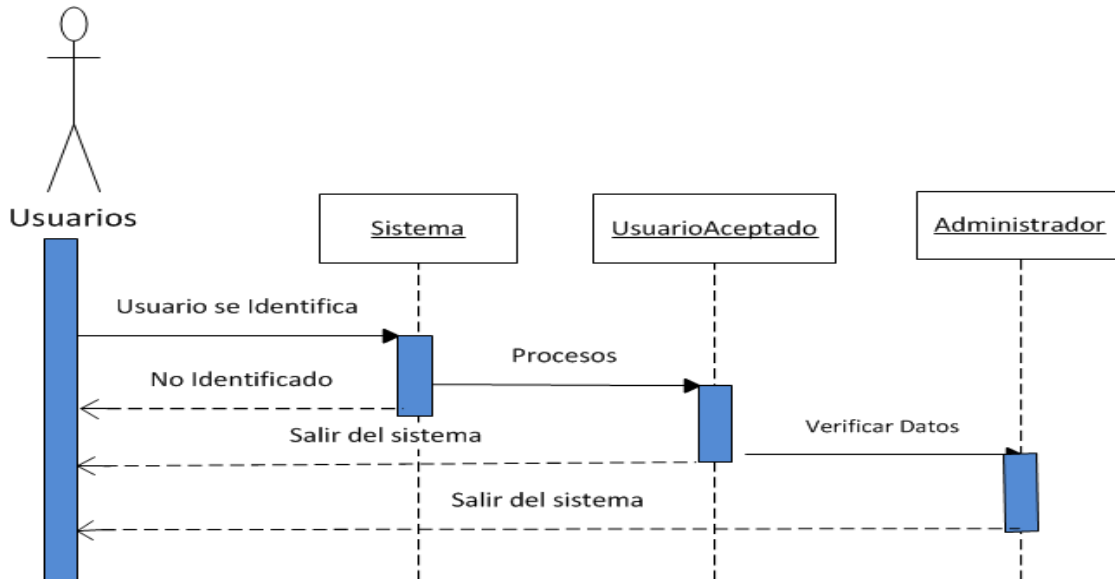 Usuarios
Sistema
UsuarioAceptado
Administrador
Usuario se Identifica
Procesos
No Identificado
Salir del sistema
Verificar Datos
Salir del sistema